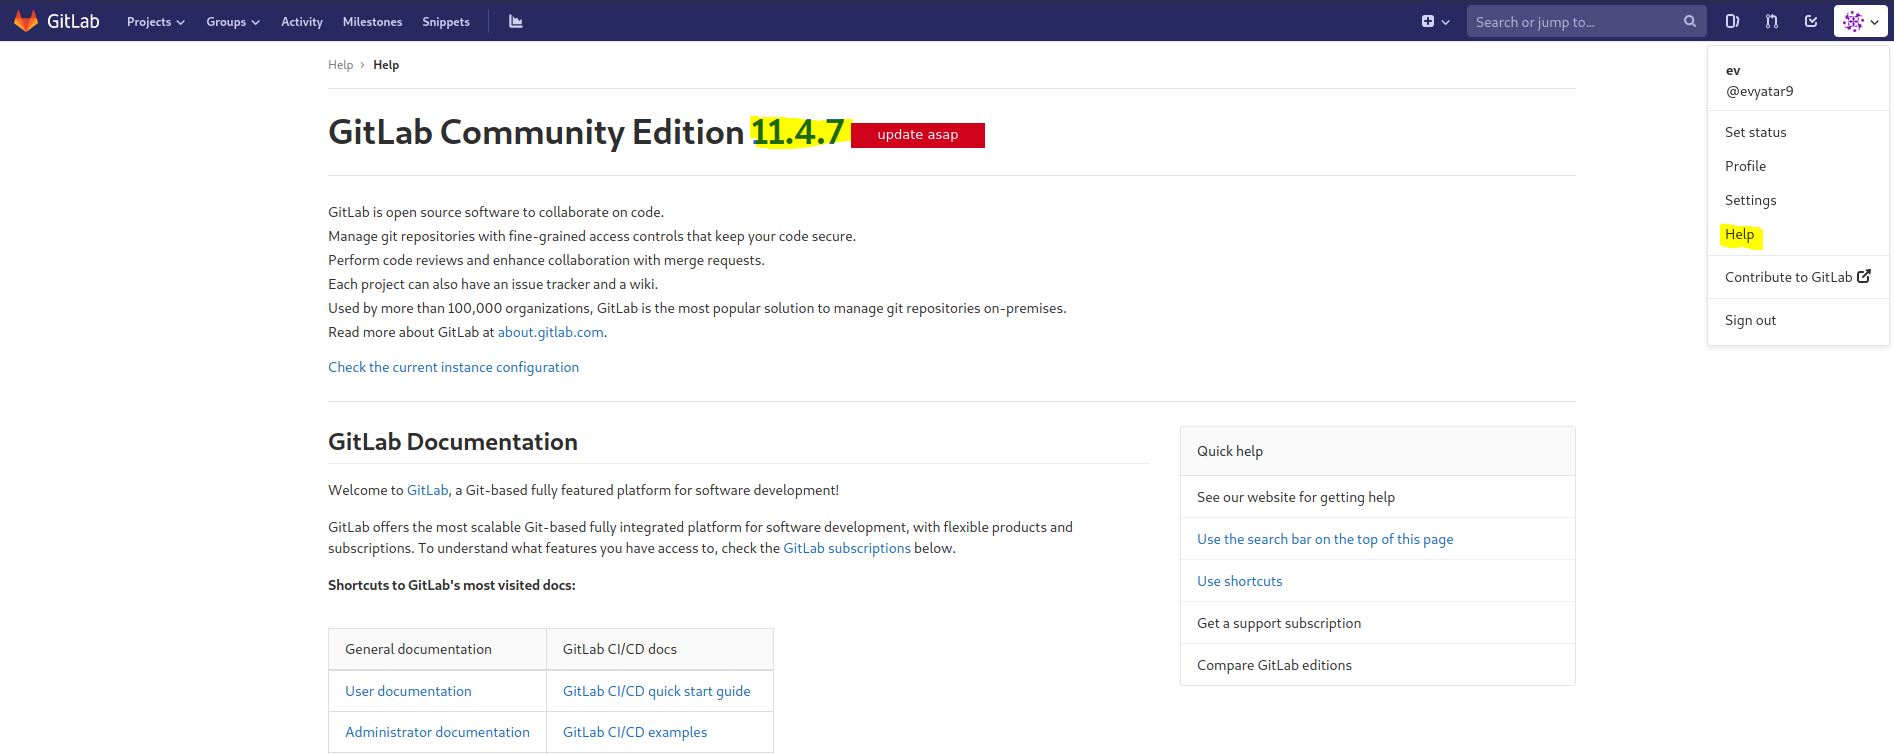 GitLab Projects Groups Activity Milestones Snippets Search or jump to...
Help › Help
ev
@evyatar9
Set status
Profile
Settings
Help
Contribute to GitLab
Sign out
GitLab Community Edition 11.4.7 update asap
GitLab is open source software to collaborate on code.
Manage git repositories with fine-grained access controls that keep your code secure.
Perform code reviews and enhance collaboration with merge requests.
Each project can also have an issue tracker and a wiki.
Used by more than 100,000 organizations, GitLab is the most popular solution to manage git repositories on-premises.
Read more about GitLab at about.gitlab.com.
Check the current instance configuration
GitLab Documentation
Welcome to GitLab, a Git-based fully featured platform for software development!
GitLab offers the most scalable Git-based fully integrated platform for software development, with flexible products and
subscriptions. To understand what features you have access to, check the GitLab subscriptions below.
Shortcuts to GitLab's most visited docs:
General documentation GitLab CI/CD docs
User documentation GitLab CI/CD quick start guide
Administrator documentation GitLab CI/CD examples
Quick help
See our website for getting help
Use the search bar on the top of this page
Use shortcuts
Get a support subscription
Compare GitLab editions